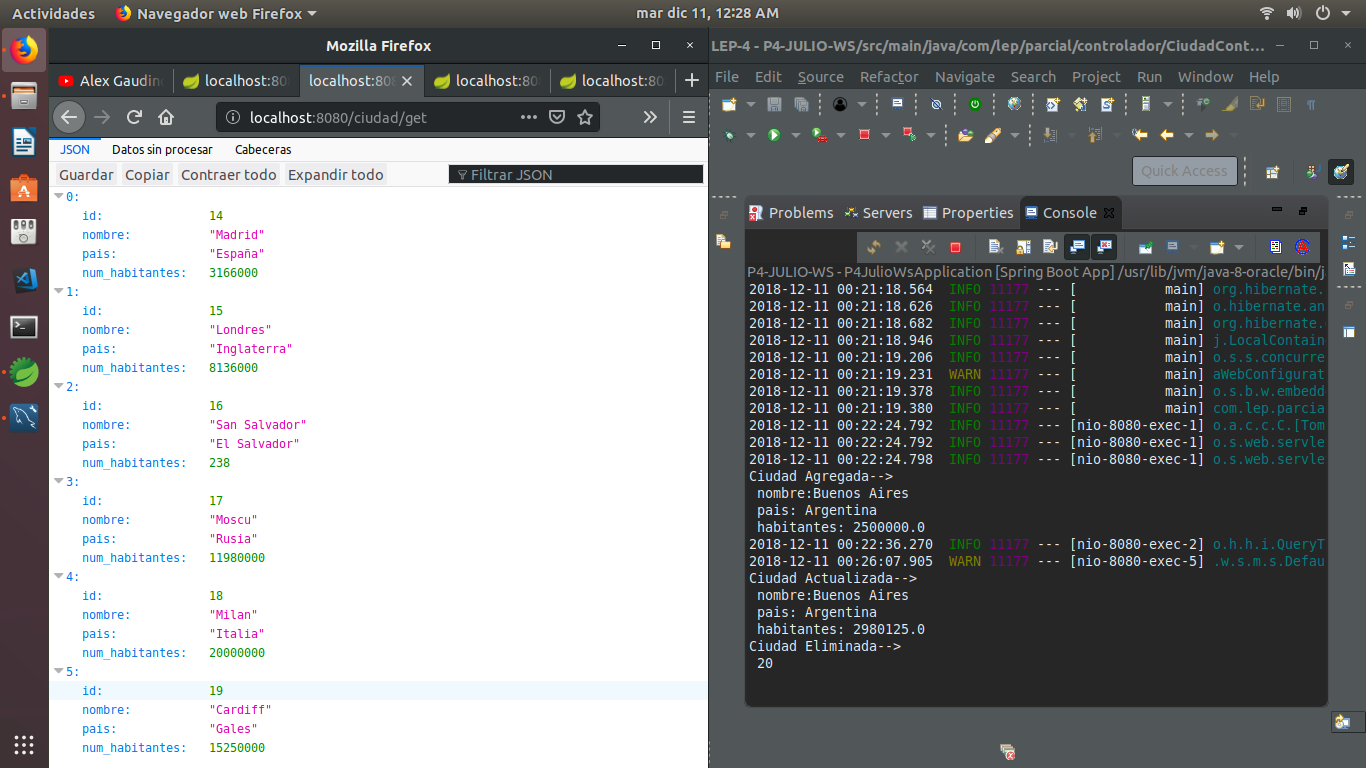 Actividades
Navegador web Firefox
mar dic 11, 12:28 AM
Mozilla Firefox
Alex Gaudin
localhost:808
localhost:808
localhost:808
localhost:808
localhost:8080/ciudad/get
JSON
Datos sin procesar
Cabeceras
Guardar
Copiar
Contraer todo
Expandir todo
Filtrar JSON
0:
id: 14
nombre: "Madrid"
pais: "España"
num_habitantes: 3166000
1:
id: 15
nombre: "Londres"
pais: "Inglaterra"
num_habitantes: 8136000
2:
id: 16
nombre: "San Salvador"
pais: "El Salvador"
num_habitantes: 238
3:
id: 17
nombre: "Moscu"
pais: "Rusia"
num_habitantes: 11980000
4:
id: 18
nombre: "Milan"
pais: "Italia"
num_habitantes: 20000000
5:
id: 19
nombre: "Cardiff"
pais: "Gales"
num_habitantes: 15250000
LEP-4 - P4-JULIO-WS/src/main/java/com/lep/parcial/controlador/CiudadCont...
File Edit Source Refactor Navigate Search Project Run Window Help
Quick Access
Problems
Servers
Properties
Console
P4-JULIO-WS - P4JulioWsApplication [Spring Boot App] /usr/lib/jvm/java-8-oracle/bin/j
2018-12-11 00:21:18.564 INFO 11177 --- [ main] org.hibernate.
2018-12-11 00:21:18.626 INFO 11177 --- [ main] o.hibernate.an
2018-12-11 00:21:18.682 INFO 11177 --- [ main] org.hibernate.
2018-12-11 00:21:18.946 INFO 11177 --- [ main] j.LocalContain
2018-12-11 00:21:19.206 INFO 11177 --- [ main] o.s.s.concurre
2018-12-11 00:21:19.231 WARN 11177 --- [ main] aWebConfigurat
2018-12-11 00:21:19.378 INFO 11177 --- [ main] o.s.b.w.embedd
2018-12-11 00:21:19.380 INFO 11177 --- [ main] com.lep.parcia
2018-12-11 00:22:24.792 INFO 11177 --- [nio-8080-exec-1] o.a.c.c.C.[Tom
2018-12-11 00:22:24.792 INFO 11177 --- [nio-8080-exec-1] o.s.web.servle
2018-12-11 00:22:24.798 INFO 11177 --- [nio-8080-exec-1] o.s.web.servle
Ciudad Agregada-->
nombre:Buenos Aires
pais: Argentina
habitantes: 2500000.0
2018-12-11 00:22:36.270 INFO 11177 --- [nio-8080-exec-2] o.h.h.i.QueryT
2018-12-11 00:26:07.905 WARN 11177 --- [nio-8080-exec-5] .w.s.m.s.Defau
Ciudad Actualizada-->
nombre:Buenos Aires
pais: Argentina
habitantes: 2980125.0
Ciudad Eliminada-->
20